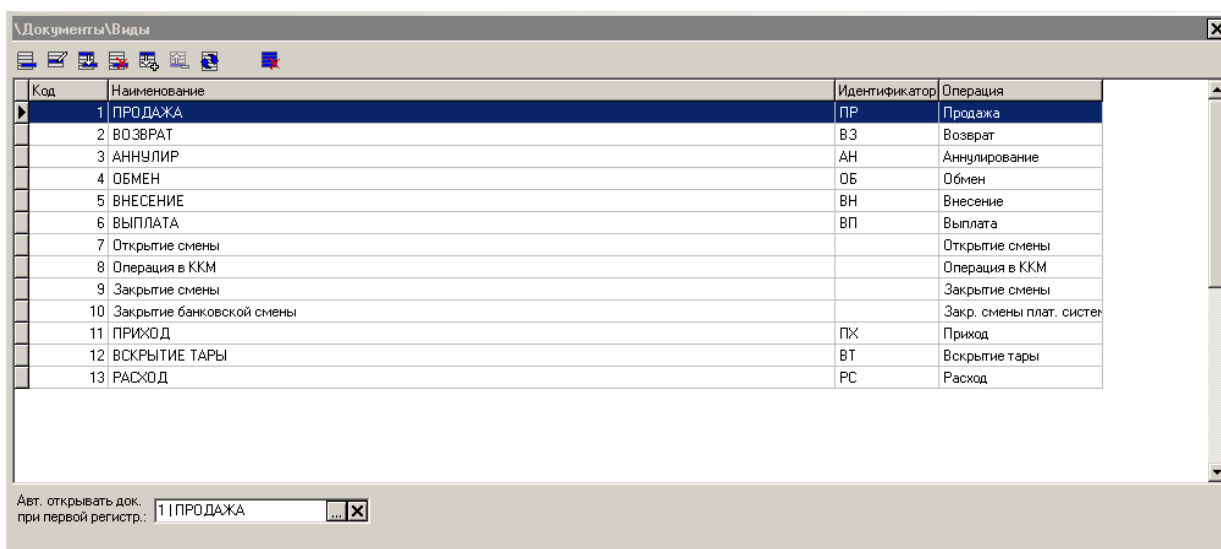 \Документы\Виды
Код Наименование Идентификатор Операция
1 ПРОДАЖА ПР Продажа
2 ВОЗВРАТ ВЗ Возврат
3 АННУЛИР АН Аннулирование
4 ОБМЕН ОБ Обмен
5 ВНЕСЕНИЕ ВН Внесение
6 ВЫПЛАТА ВП Выплата
7 Открытие смены Открытие смены
8 Операция в ККМ Операция в ККМ
9 Закрытие смены Закрытие смены
10 Закрытие банковской смены Закр. смены плат. систем
11 ПРИХОД ПХ Приход
12 ВСКРЫТИЕ ТАРЫ ВТ Вскрытие тары
13 РАСХОД РС Расход
Авт. открывать док.
при первой регистр.: 1 | ПРОДАЖА ...